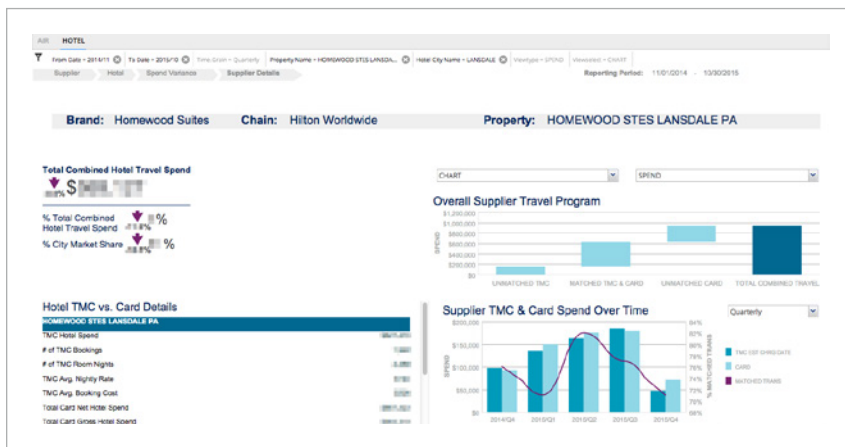 AIR HOTEL
From Date = 2014/11 To Date = 2015/10 Time Grain = Quarterly Property Name = HOMEWOOD STES LANSDA... Hotel City Name = LANSDALE Viewtype = SPEND = CHART
Supplier Hotel Spend Variance Supplier Details Reporting Period: 11/01/2014 - 10/30/2015
Brand: Homewood Suites Chain: Hilton Worldwide Property: HOMEWOOD STES LANSDALE PA
Total Combined Hotel Travel Spend
$
% Total Combined
Hotel Travel Spend %
% City Market Share %
CHART SPEND
Overall Supplier Travel Program
SPEND
$1,200,000
$1,000,000
$800,000
$600,000
$400,000
$200,000
$0
UNMATCHED TMC MATCHED TMC & CARD UNMATCHED CARD TOTAL COMBINED TRAVEL
Hotel TMC vs. Card Details
HOMEWOOD STES LANSDALE PA
TMC Hotel Spend
# of TMC Bookings
# of TMC Room Nights
TMC Avg. Nightly Rate
TMC Avg. Booking Cost
Total Card Net Hotel Spend
Total Card Gross Hotel Spend
Supplier TMC & Card Spend Over Time
Quarterly
SPEND
$200,000
$150,000
$100,000
$50,000
$0
84%
82%
80%
78%
76%
74%
72%
70%
68%
% MATCHED TRANS
2014/Q4 2015/Q1 2015/Q2 2015/Q3 2015/Q4
TMC EST CHRG DATE
CARD
MATCHED TRANS